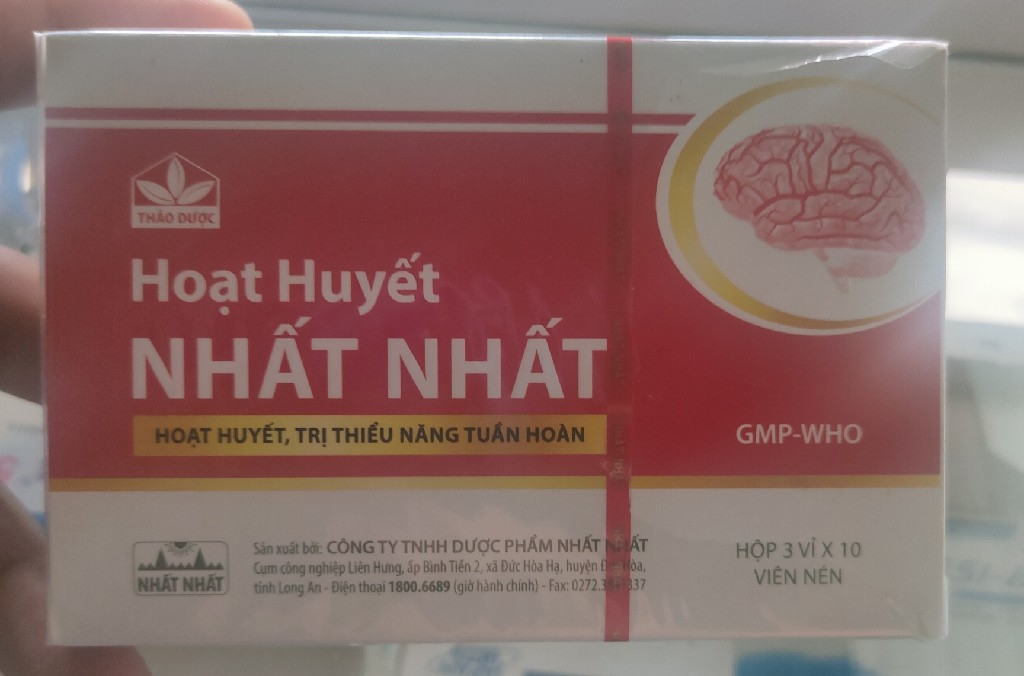 THẢO DƯỢC
Hoạt Huyết
NHẤT NHẤT
HOẠT HUYẾT, TRỊ THIỂU NĂNG TUẦN HOÀN
GMP-WHO
NHẤT NHẤT
Sản xuất bởi: CÔNG TY TNHH DƯỢC PHẨM NHẤT NHẤT
Cụm công nghiệp Liên Hưng, ấp Bình Tiền 2, xã Đức Hòa Hạ, huyện Đức Hòa,
tỉnh Long An - Điện thoại 1800.6689 (giờ hành chính) - Fax:
HỘP 3 VỈ X 10
VIÊN NÉN